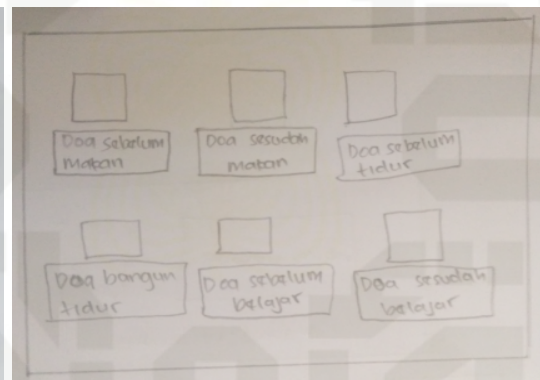 Doa sebelum
makan
Doa sesudah
makan
Doa sebelum
tidur
Doa bangun
tidur
Doa sebelum
belajar
Doa sesudah
belajar